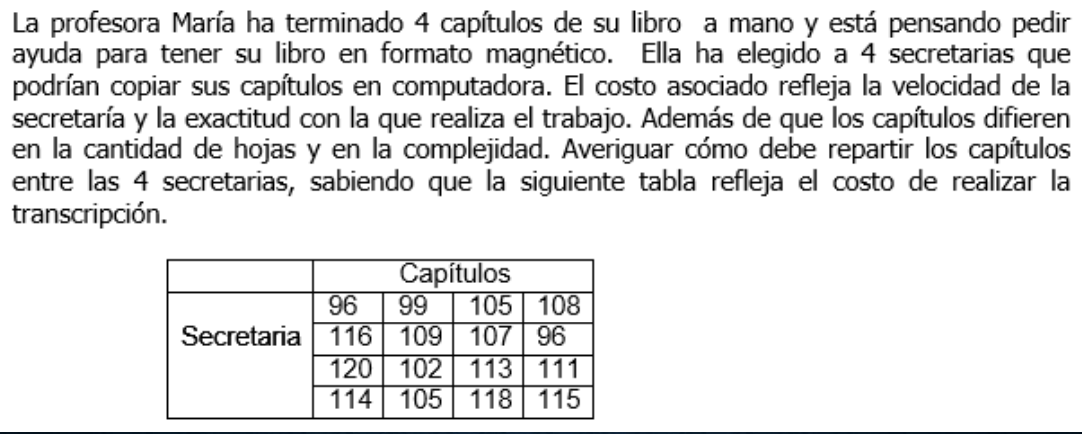 La profesora María ha terminado 4 capítulos de su libro a mano y está pensando pedir
ayuda para tener su libro en formato magnético. Ella ha elegido a 4 secretarias que
podrían copiar sus capítulos en computadora. El costo asociado refleja la velocidad de la
secretaría y la exactitud con la que realiza el trabajo. Además de que los capítulos difieren
en la cantidad de hojas y en la complejidad. Averiguar cómo debe repartir los capítulos
entre las 4 secretarias, sabiendo que la siguiente tabla refleja el costo de realizar la
transcripción.
Capítulos
96 99 105 108
Secretaria 116 109 107 96
120 102 113 111
114 105 118 115